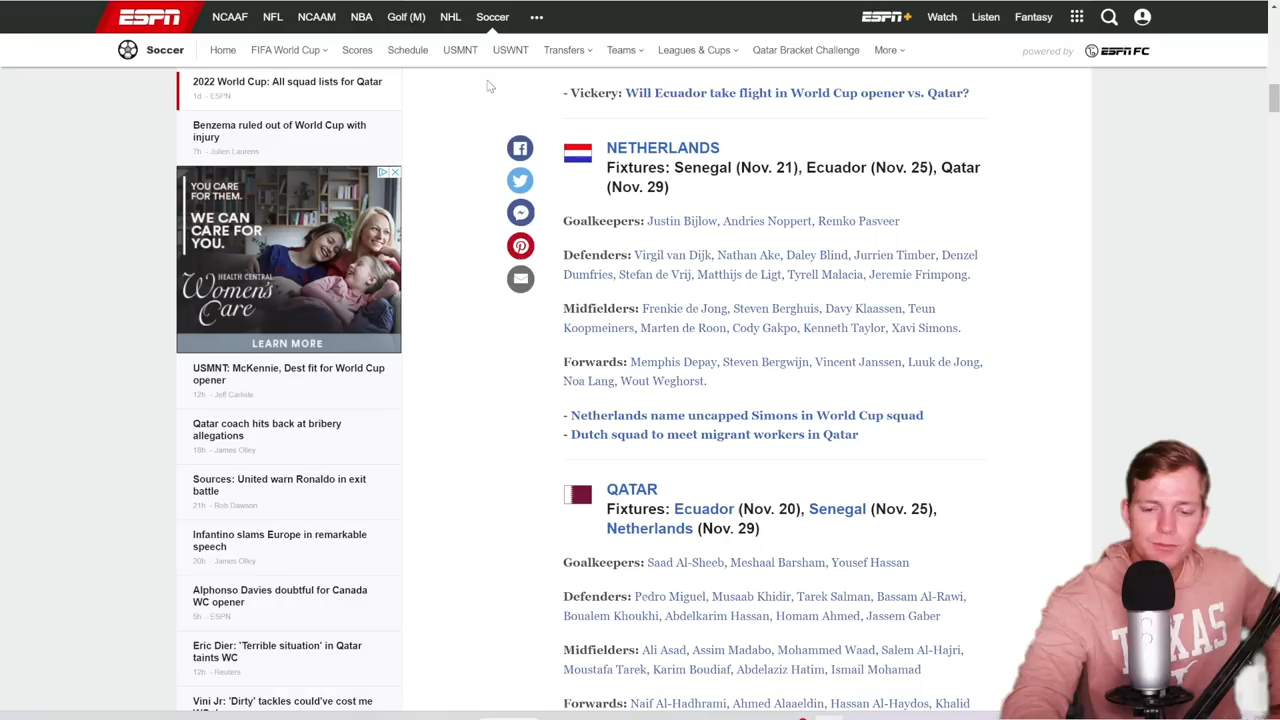 ESPN NCAAF NFL NCAAM NBA Golf (M) NHL Soccer ESPN+ Watch Listen Fantasy
Soccer Home FIFA World Cup Scores Schedule USMNT USWNT Transfers Teams Leagues & Cups Qatar Bracket Challenge More powered by ESPN FC
2022 World Cup: All squad lists for Qatar
1d - ESPN
Benzema ruled out of World Cup with
injury
7h - Julien Laurens
YOU CARE
FOR THEM.
WE CAN
CARE FOR
YOU.
HEALTH CENTRAL
Women's
Care
LEARN MORE
USMNT: McKennie, Dest fit for World Cup
opener
12h - Jeff Carlisle
Qatar coach hits back at bribery
allegations
18h - James Olley
Sources: United warn Ronaldo in exit
battle
21h - Rob Dawson
Infantino slams Europe in remarkable
speech
20h - James Olley
Alphonso Davies doubtful for Canada
WC opener
5h - ESPN
Eric Dier: 'Terrible situation' in Qatar
taints WC
12h - Reuters
Vini Jr: 'Dirty' tackles could've cost me
- Vickery: Will Ecuador take flight in World Cup opener vs. Qatar?
NETHERLANDS
Fixtures: Senegal (Nov. 21), Ecuador (Nov. 25), Qatar
(Nov. 29)
Goalkeepers: Justin Bijlow, Andries Noppert, Remko Pasveer
Defenders: Virgil van Dijk, Nathan Ake, Daley Blind, Jurrien Timber, Denzel
Dumfries, Stefan de Vrij, Matthijs de Ligt, Tyrell Malacia, Jeremie Frimpong.
Midfielders: Frenkie de Jong, Steven Berghuis, Davy Klaassen, Teun
Koopmeiners, Marten de Roon, Cody Gakpo, Kenneth Taylor, Xavi Simons.
Forwards: Memphis Depay, Steven Bergwijn, Vincent Janssen, Luuk de Jong,
Noa Lang, Wout Weghorst.
- Netherlands name uncapped Simons in World Cup squad
- Dutch squad to meet migrant workers in Qatar
QATAR
Fixtures: Ecuador (Nov. 20), Senegal (Nov. 25),
Netherlands (Nov. 29)
Goalkeepers: Saad Al-Sheeb, Meshaal Barsham, Yousef Hassan
Defenders: Pedro Miguel, Musaab Khidir, Tarek Salman, Bassam Al-Rawi,
Boualem Khoukhi, Abdelkarim Hassan, Homam Ahmed, Jassem Gaber
Midfielders: Ali Asad, Assim Madabo, Mohammed Waad, Salem Al-Hajri,
Moustafa Tarek, Karim Boudiaf, Abdelaziz Hatim, Ismail Mohamad
Forwards: Naif Al-Hadhrami, Ahmed Alaaeldin, Hassan Al-Haydos, Khalid
TEXAS